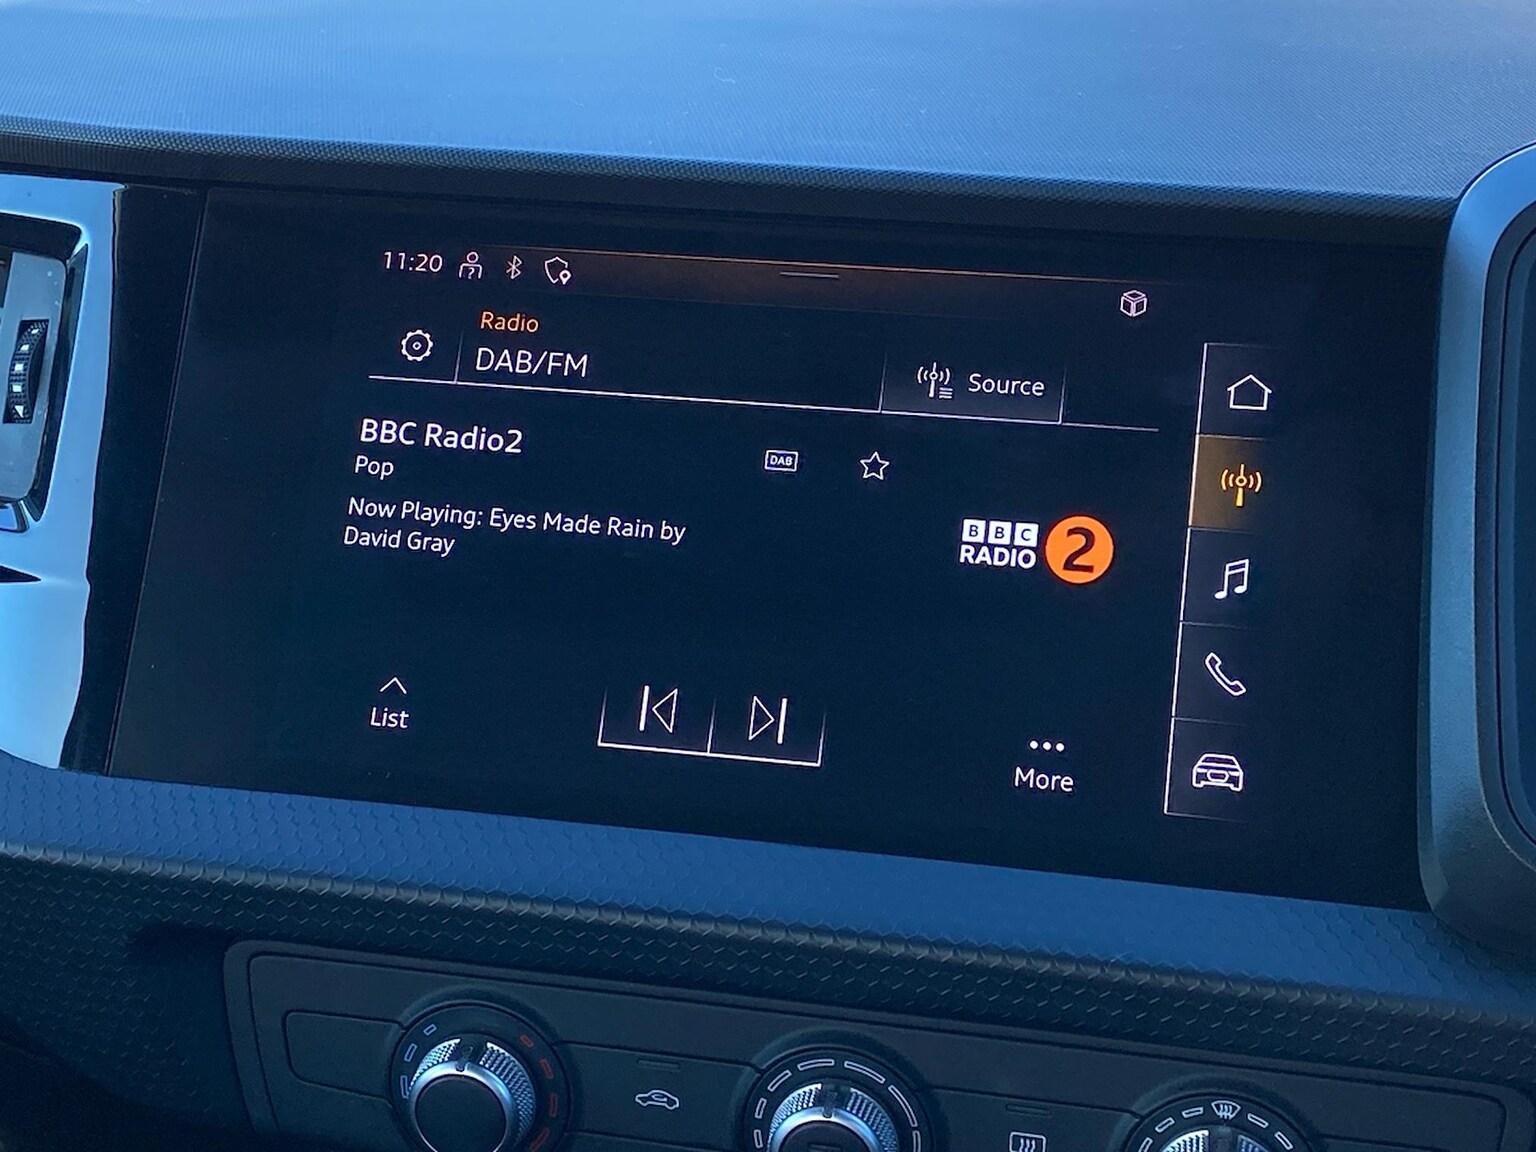 11:20
Radio
DAB/FM
Source
BBC Radio2
Pop
DAB
Now Playing: Eyes Made Rain by
David Gray
BBC
RADIO 2
List
More